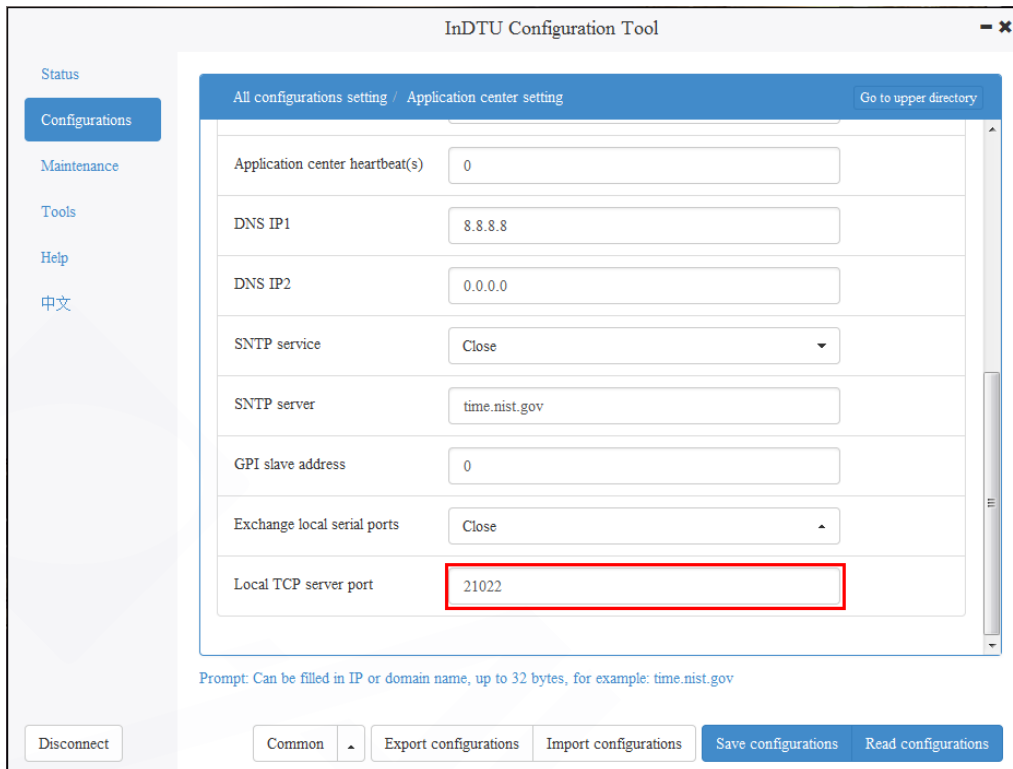 InDTU Configuration Tool
Status
Configurations
Maintenance
Tools
Help
中文
All configurations setting / Application center setting
Go to upper directory
Application center heartbeat(s) 0
DNS IP1 8.8.8.8
DNS IP2 0.0.0.0
SNTP service Close
SNTP server time.nist.gov
GPI slave address 0
Exchange local serial ports Close
Local TCP server port 21022
Prompt: Can be filled in IP or domain name, up to 32 bytes, for example: time.nist.gov
Disconnect Common Export configurations Import configurations Save configurations Read configurations